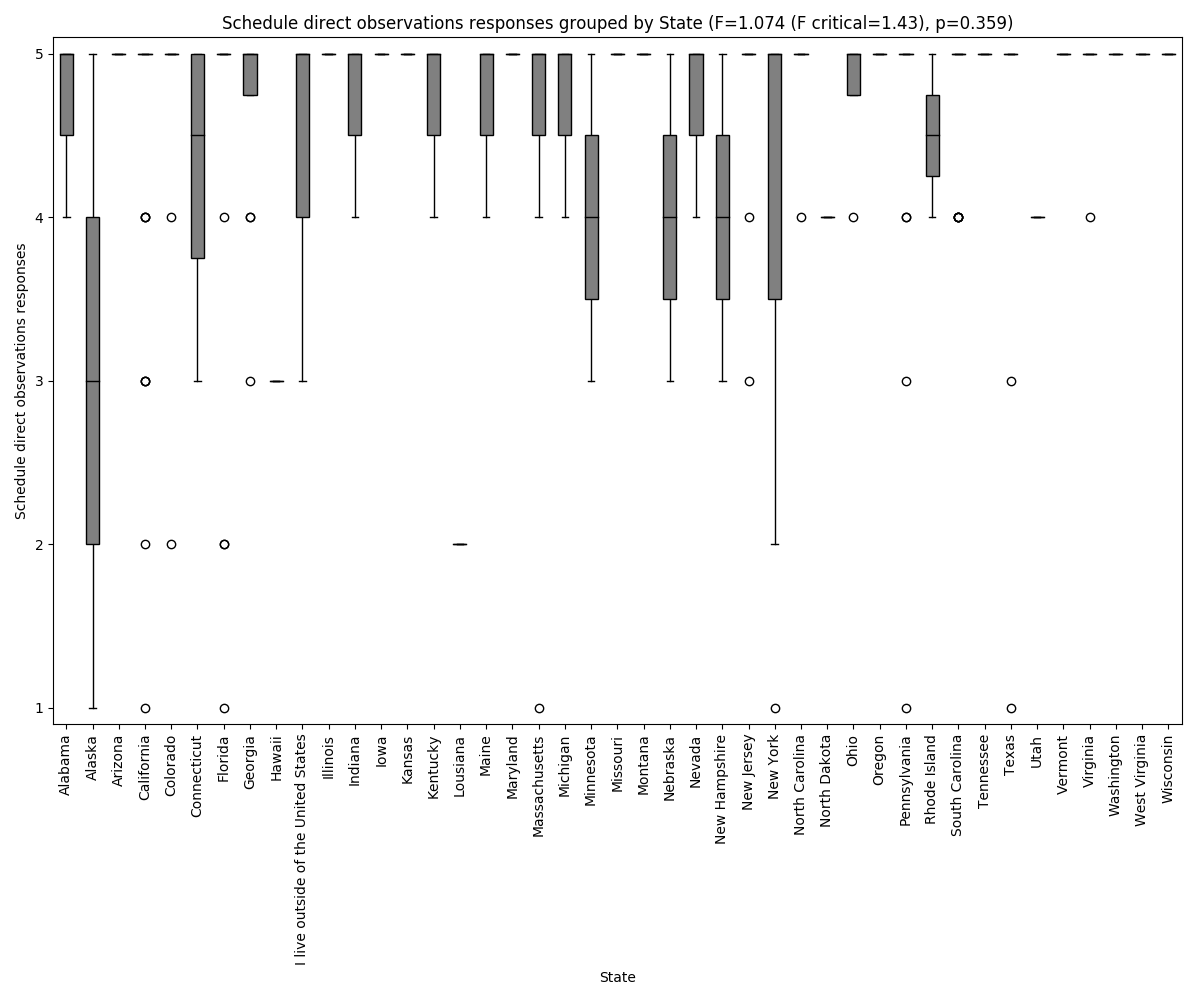 Schedule direct observations responses grouped by State (F=1.074 (F critical=1.43), p=0.359)
Schedule direct observations responses
5
4
3
2
1
Alabama
Alaska
Arizona
California
Colorado
Connecticut
Florida
Georgia
Hawaii
I live outside of the United States
Illinois
Indiana
Iowa
Kansas
Kentucky
Lousiana
Maine
Maryland
Massachusetts
Michigan
Minnesota
Missouri
Montana
Nebraska
Nevada
New Hampshire
New Jersey
New York
North Carolina
North Dakota
Ohio
Oregon
Pennsylvania
Rhode Island
South Carolina
Tennessee
Texas
Utah
Vermont
Virginia
Washington
West Virginia
Wisconsin
State